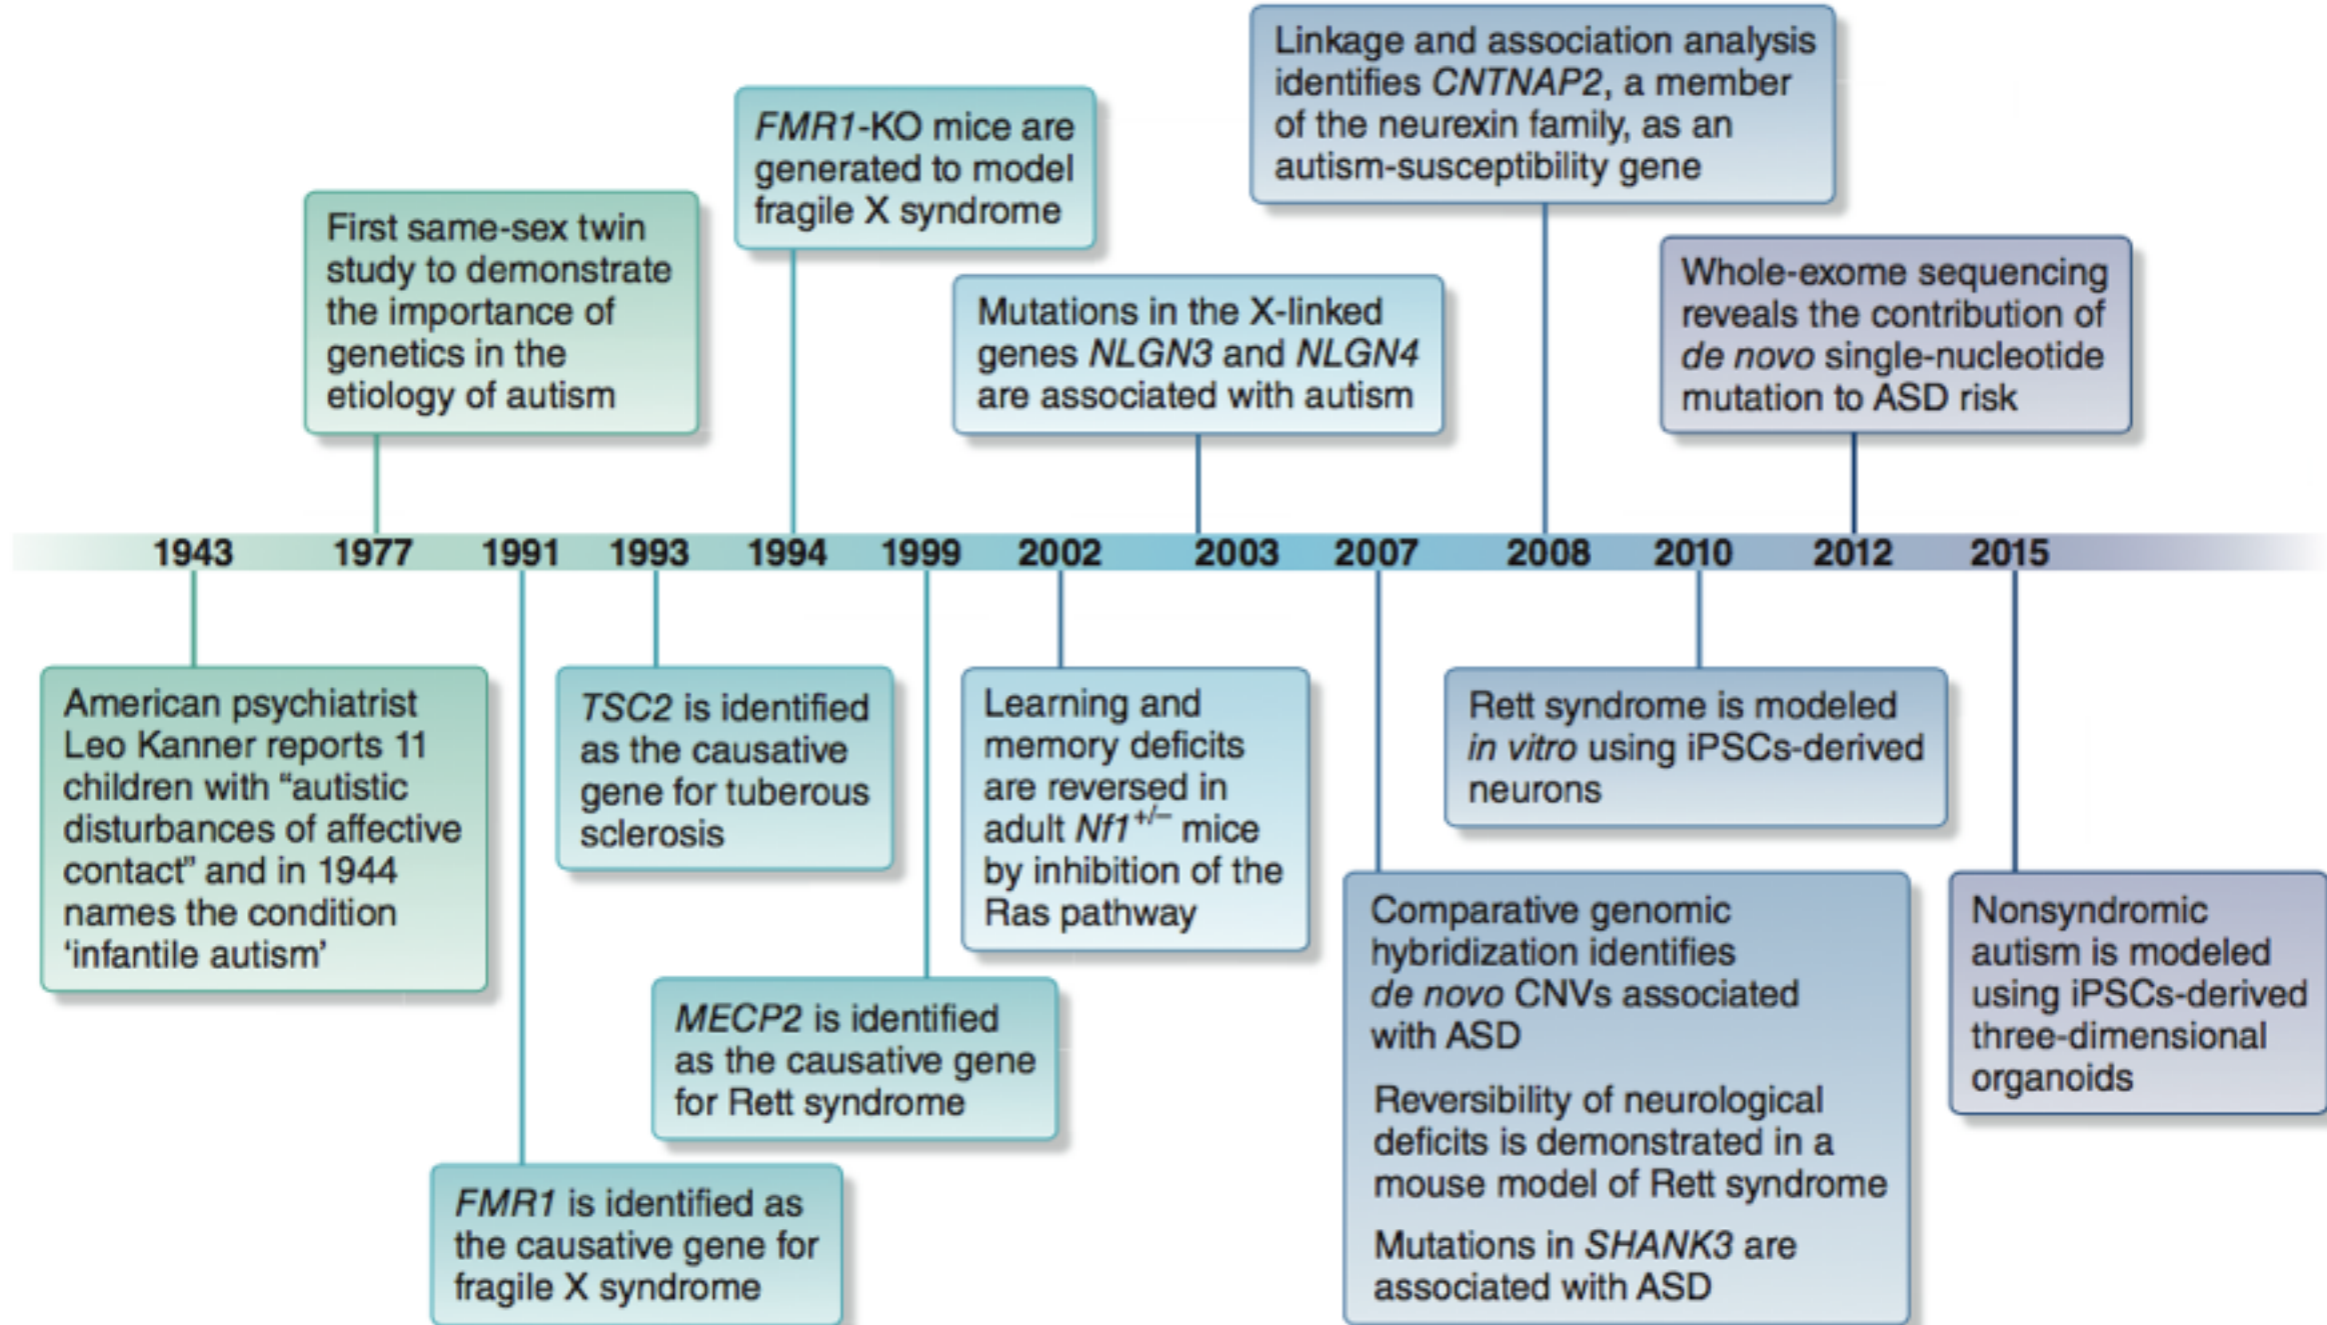 Linkage and association analysis
identifies CNTNAP2, a member
of the neurexin family, as an
autism-susceptibility gene
FMR1-KO mice are
generated to model
fragile X syndrome
First same-sex twin
study to demonstrate
the importance of
genetics in the
etiology of autism
Mutations in the X-linked
genes NLGN3 and NLGN4
are associated with autism
Whole-exome sequencing
reveals the contribution of
de novo single-nucleotide
mutation to ASD risk
1943 1977 1991 1993 1994 1999 2002 2003 2007 2008 2010 2012 2015
American psychiatrist
Leo Kanner reports 11
children with “autistic
disturbances of affective
contact” and in 1944
names the condition
‘infantile autism’
TSC2 is identified
as the causative
gene for tuberous
sclerosis
Learning and
memory deficits
are reversed in
adult Nf1+/– mice
by inhibition of the
Ras pathway
Rett syndrome is modeled
in vitro using iPSCs-derived
neurons
MECP2 is identified
as the causative gene
for Rett syndrome
FMR1 is identified as
the causative gene for
fragile X syndrome
Comparative genomic
hybridization identifies
de novo CNVs associated
with ASD
Reversibility of neurological
deficits is demonstrated in a
mouse model of Rett syndrome
Mutations in SHANK3 are
associated with ASD
Nonsyndromic
autism is modeled
using iPSCs-derived
three-dimensional
organoids